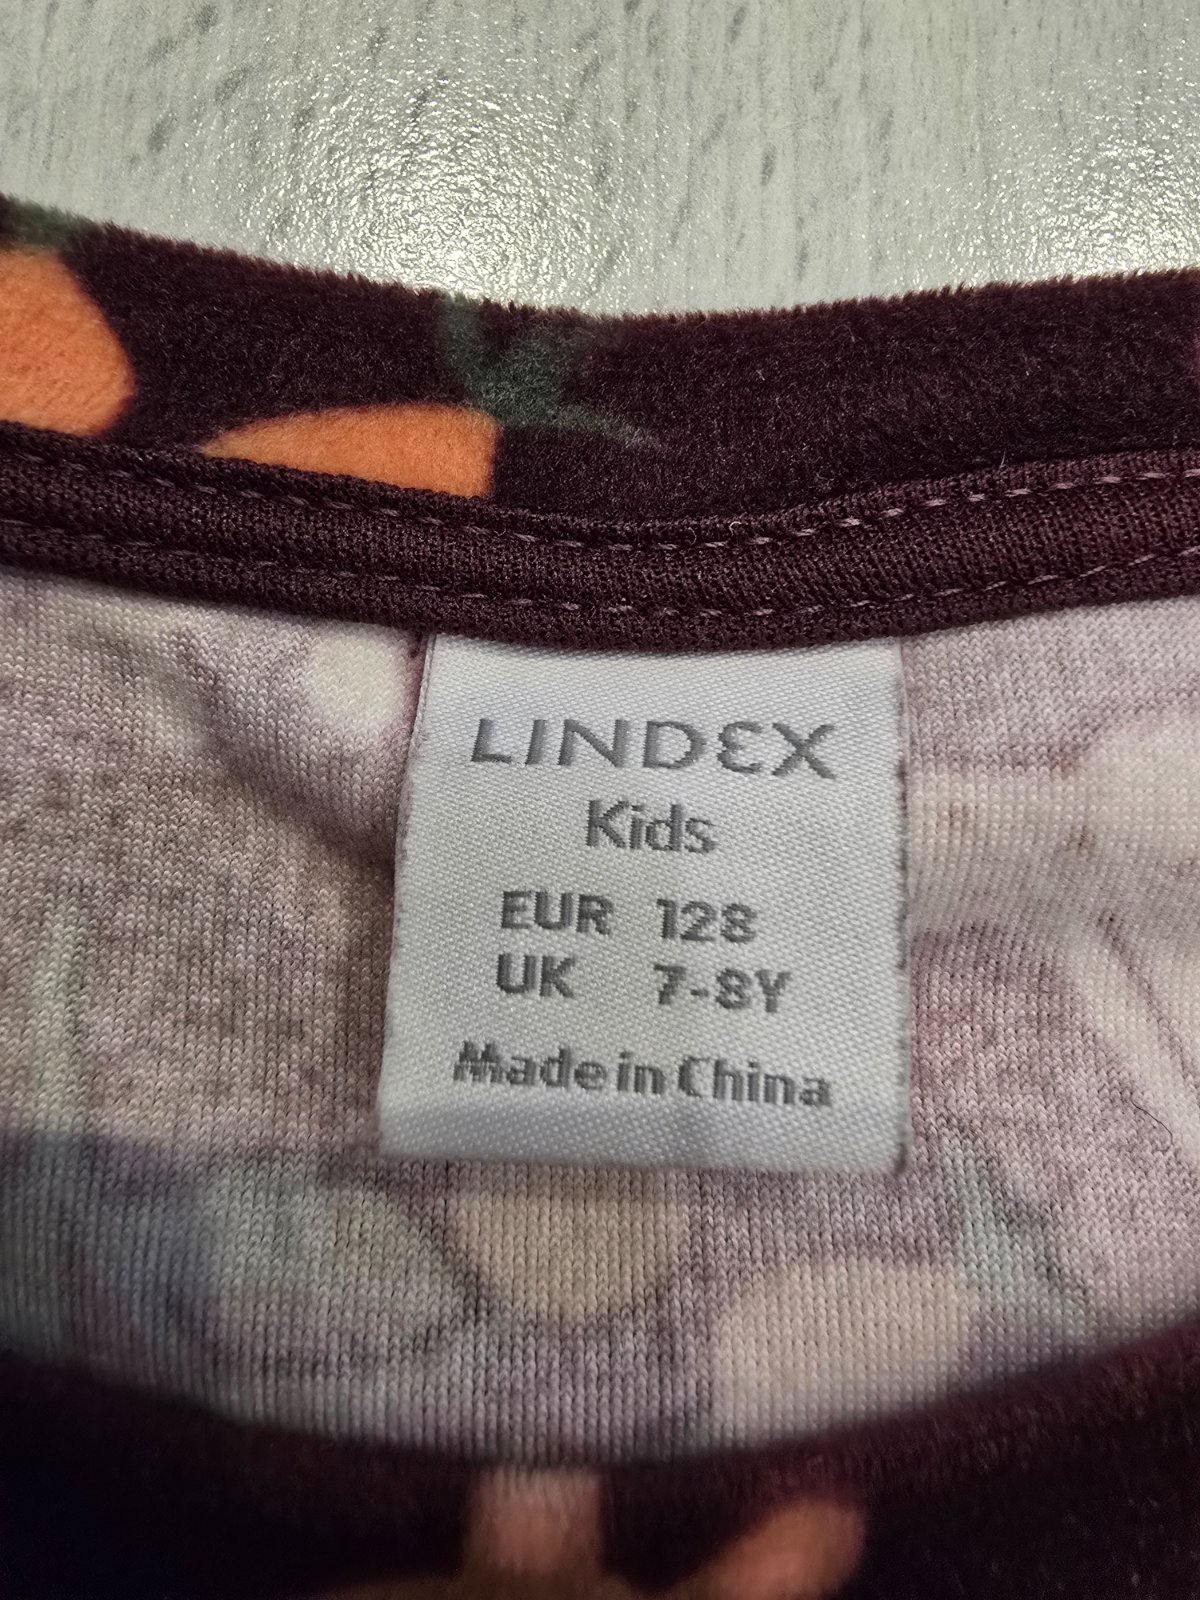 LINDEX
Kids
EUR 128
UK 7-8Y
Made in China